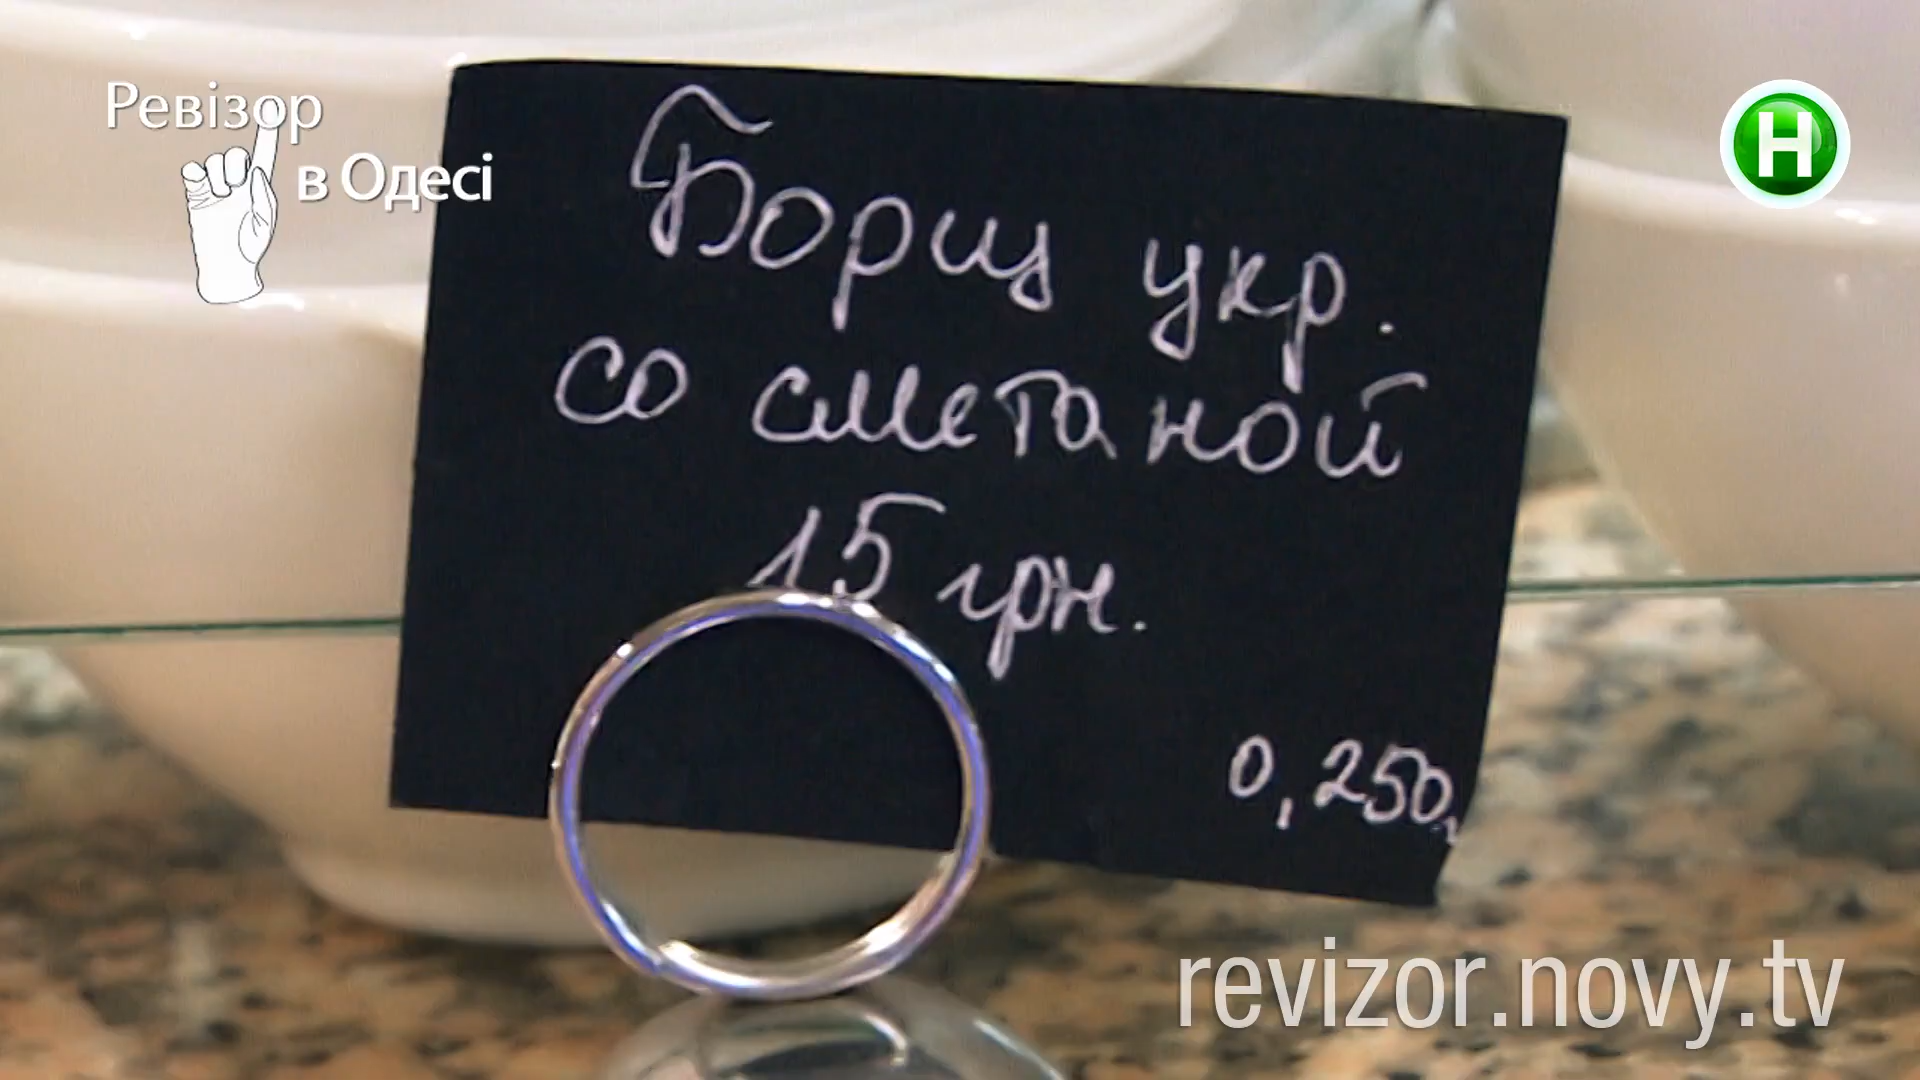 Ревізор
в Одесі
Н
Борщ укр.
со сметаной
15 грн.
0,250
revizor.novy.tv